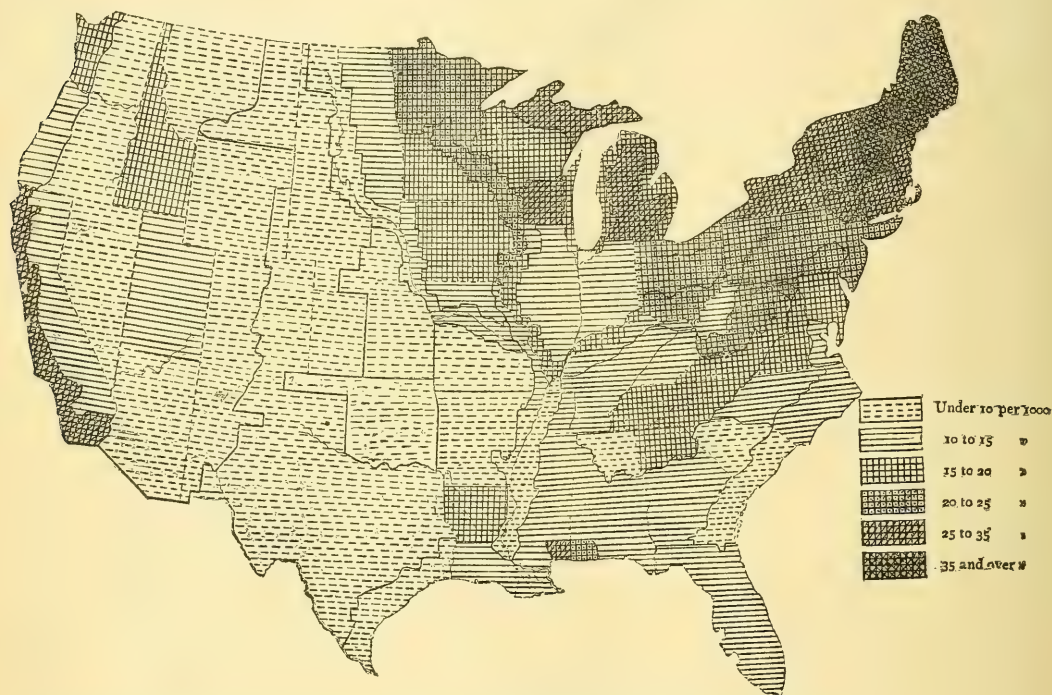 Under 10 per 1000
10 to 15 "
15 to 20 "
20 to 25 "
25 to 35 "
35 and over "